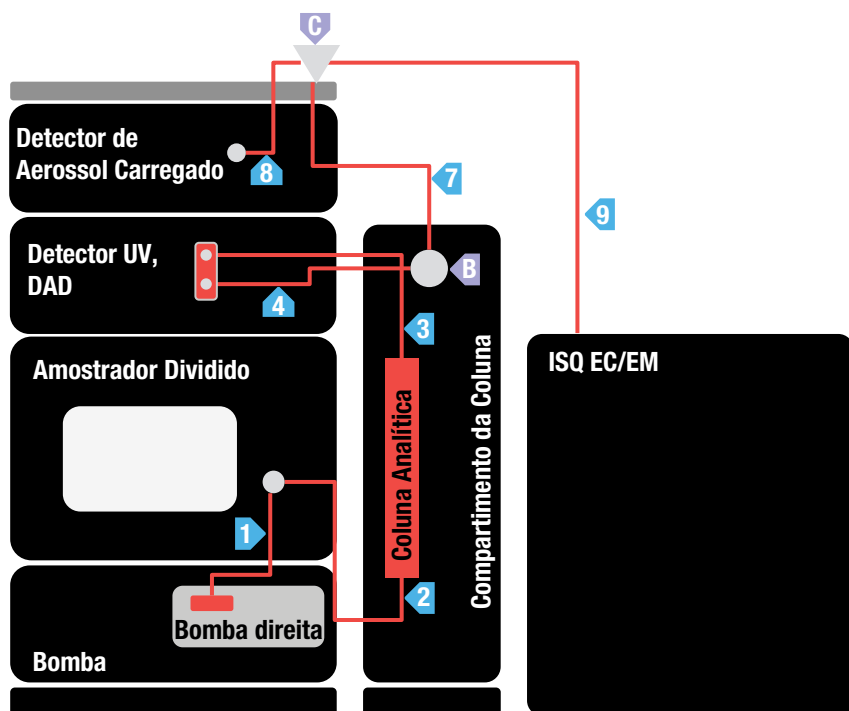 C
Detector de
Aerossol Carregado
8
7
9
Detector UV,
DAD
B
4
3
Amostrador Dividido
ISQ EC/EM
Coluna Analítica
Compartimento da Coluna
1
2
Bomba direita
Bomba